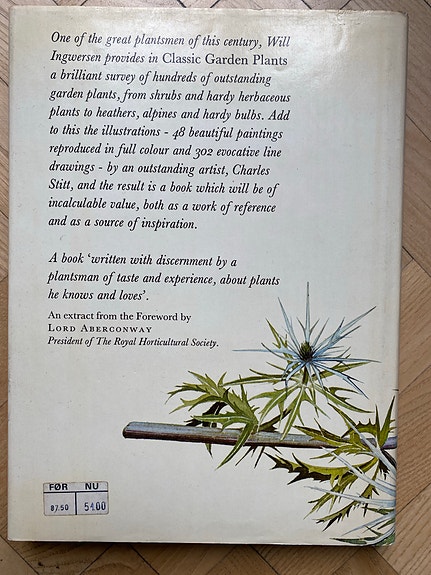 One of the great plantsmen of this century, Will
Ingwersen provides in Classic Garden Plants
a brilliant survey of hundreds of outstanding
garden plants, from shrubs and hardy herbaceous
plants to heathers, alpines and hardy bulbs. Add
to this the illustrations - 48 beautiful paintings
reproduced in full colour and 302 evocative line
drawings - by an outstanding artist, Charles
Stitt, and the result is a book which will be of
incalculable value, both as a work of reference
and as a source of inspiration.
A book ‘written with discernment by a
plantsman of taste and experience, about plants
he knows and loves’.
An extract from the Foreword by
LORD ABERCONWAY
President of The Royal Horticultural Society.
FØR NU
87.50 5400